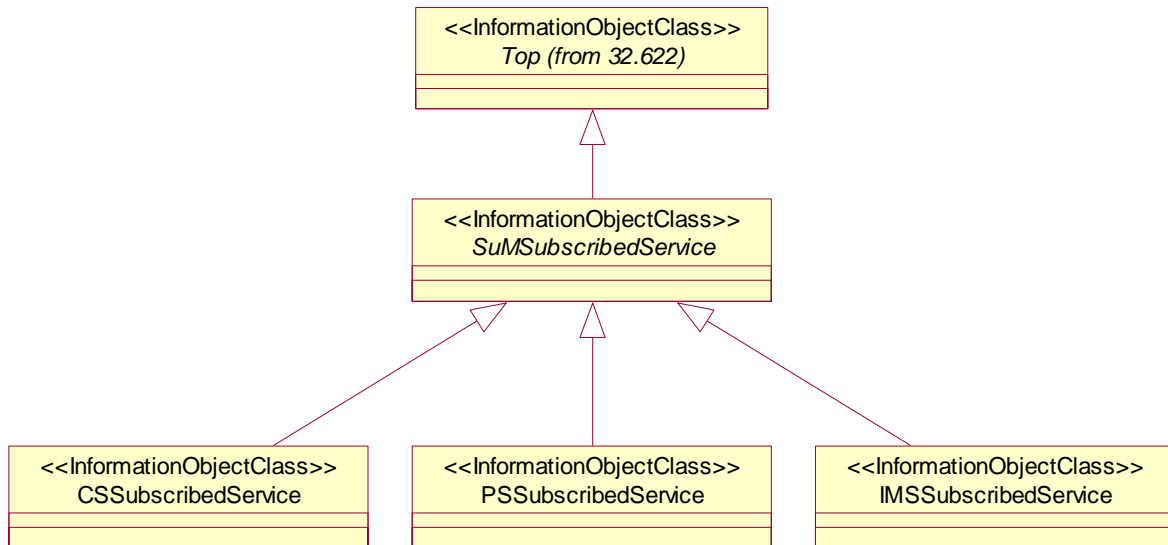 <<InformationObjectClass>>
Top (from 32.622)
<<InformationObjectClass>>
SuMSubscribedService
<<InformationObjectClass>>
CSSubscribedService
<<InformationObjectClass>>
PSSubscribedService
<<InformationObjectClass>>
IMSSubscribedService